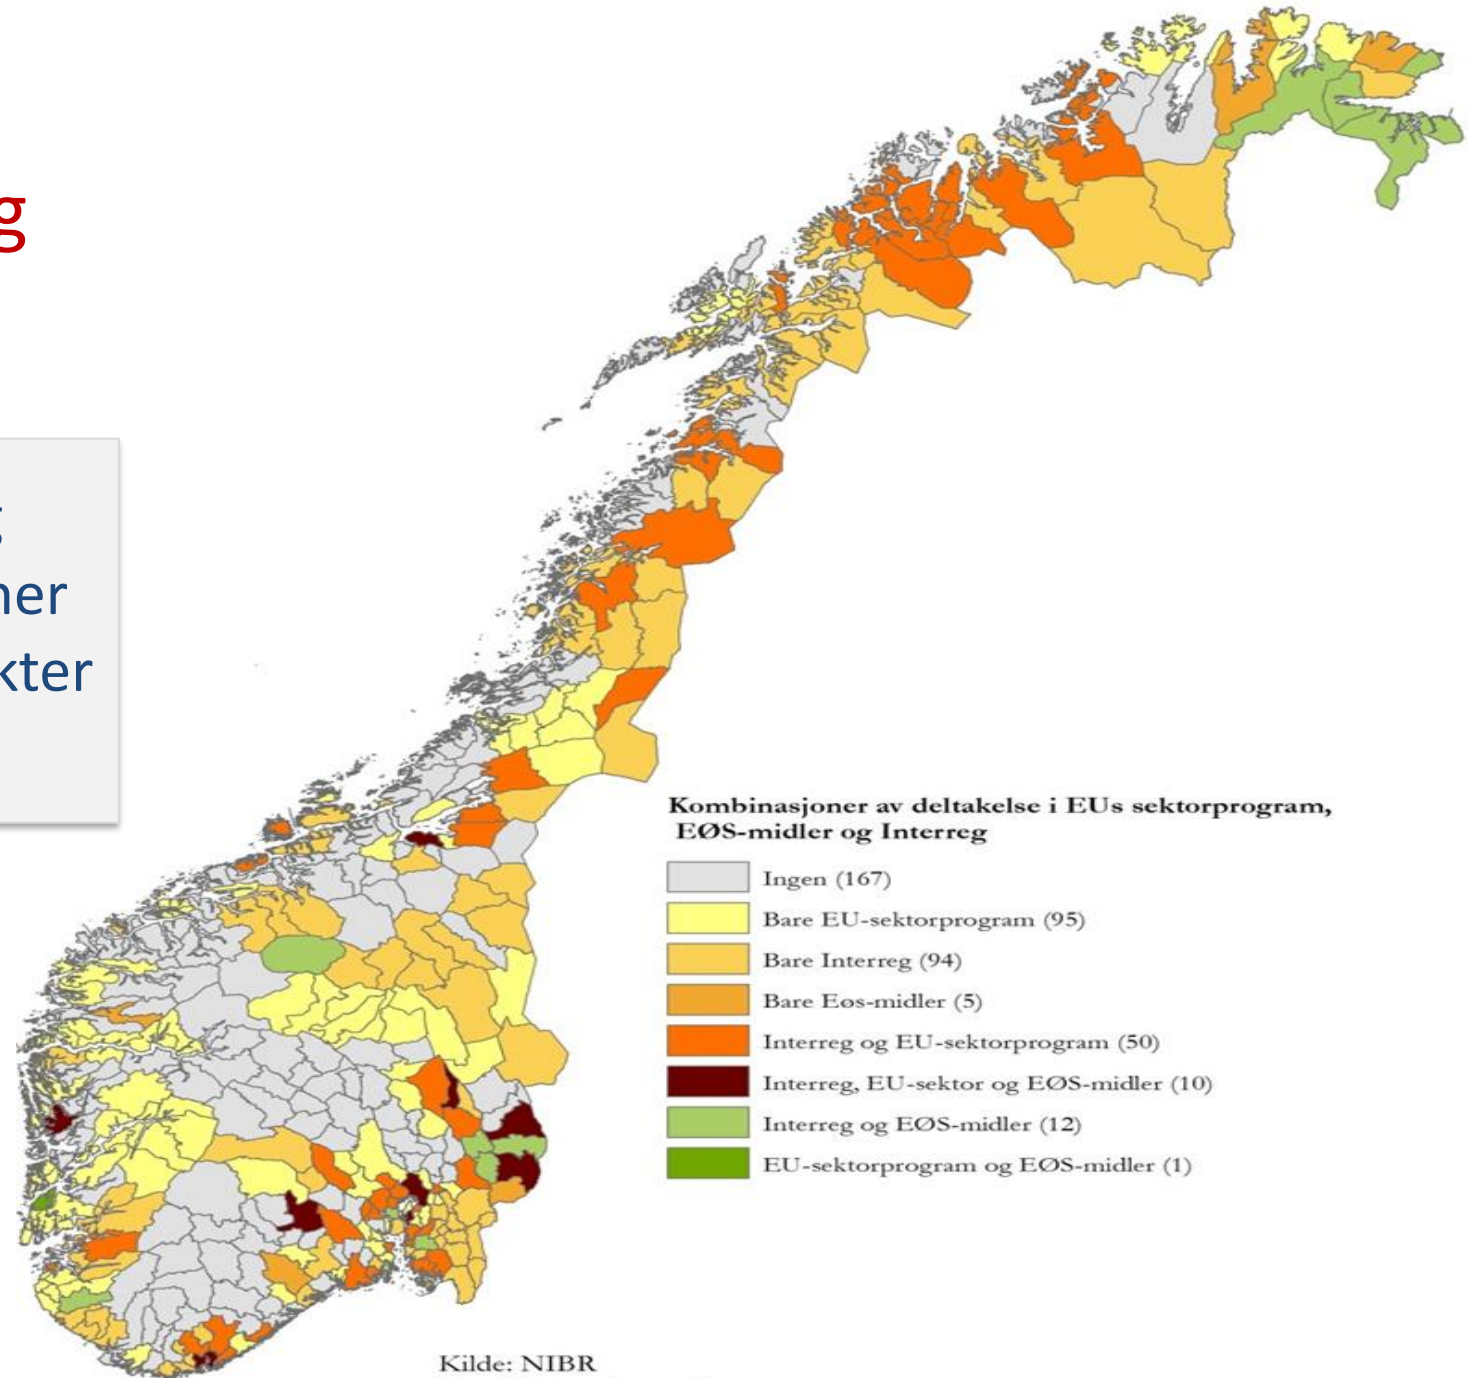 g
ner
kter
Kombinasjoner av deltakelse i EUs sektorprogram,
EØS-midler og Interreg
Ingen (167)
Bare EU-sektorprogram (95)
Bare Interreg (94)
Bare Eøs-midler (5)
Interreg og EU-sektorprogram (50)
Interreg, EU-sektor og EØS-midler (10)
Interreg og EØS-midler (12)
EU-sektorprogram og EØS-midler (1)
Kilde: NIBR